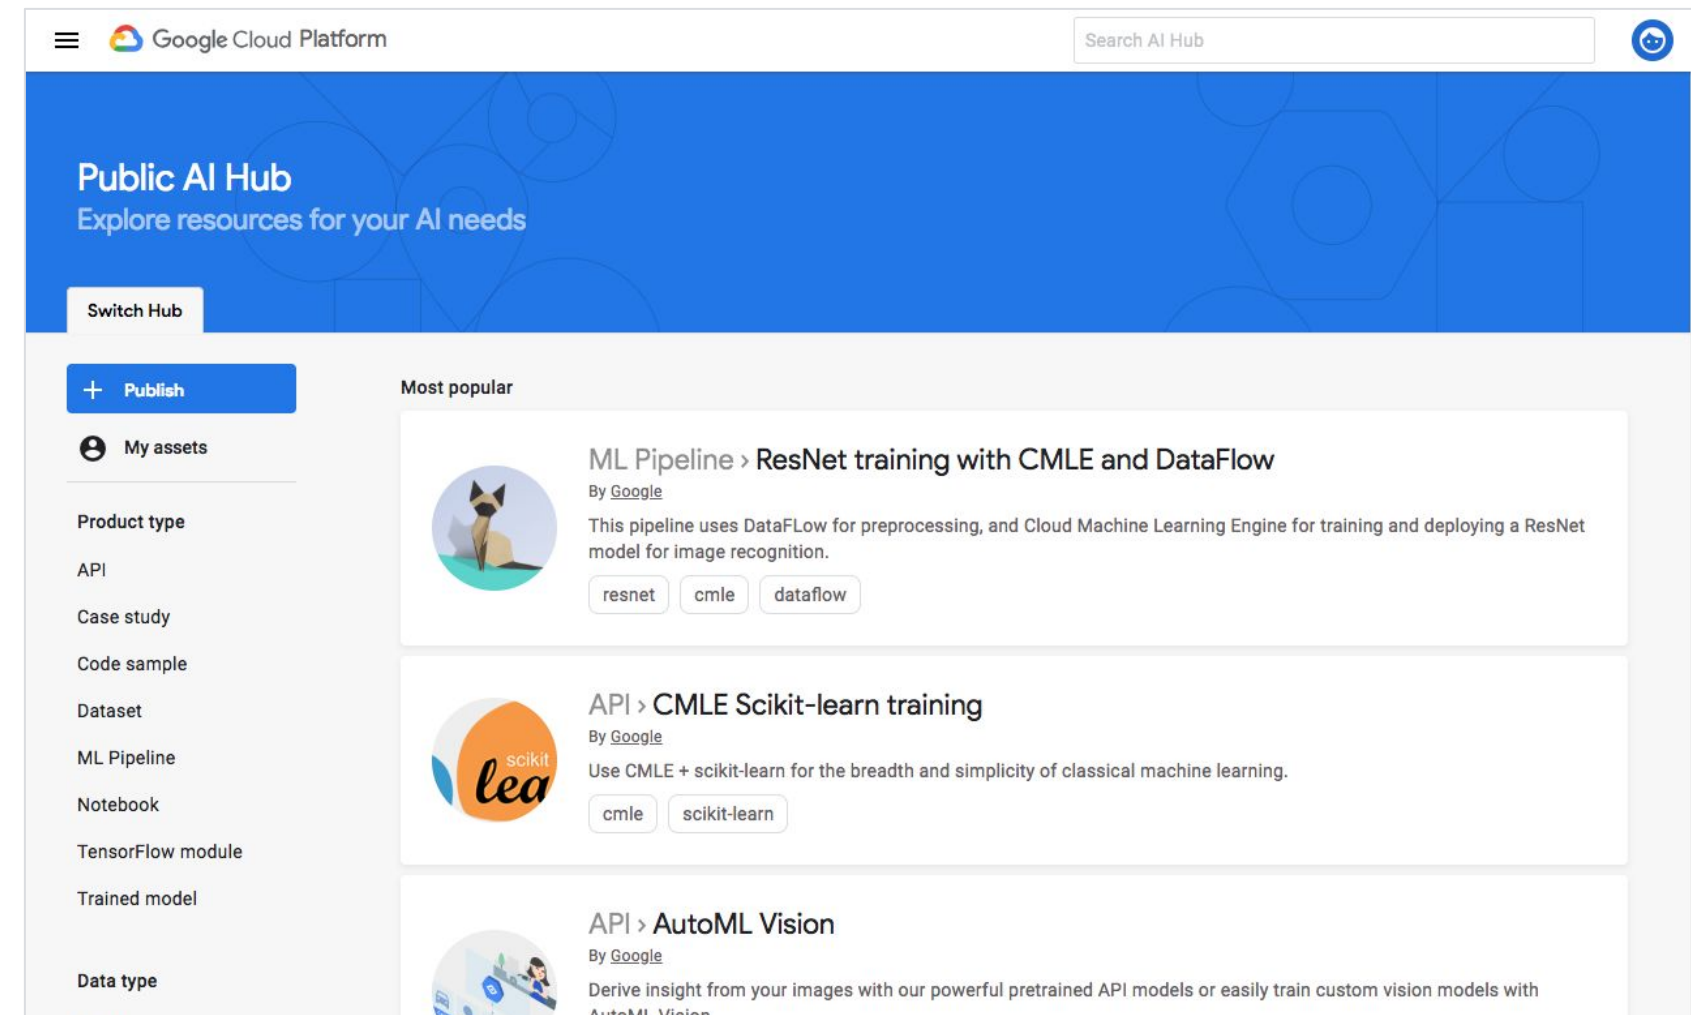 Google Cloud Platform
Search AI Hub
Public AI Hub
Explore resources for your AI needs
Switch Hub
Publish
My assets
Product type
API
Case study
Code sample
Dataset
ML Pipeline
Notebook
TensorFlow module
Trained model
Data type
Most popular
ML Pipeline › ResNet training with CMLE and DataFlow
By Google
This pipeline uses DataFLow for preprocessing, and Cloud Machine Learning Engine for training and deploying a ResNet
model for image recognition.
resnet cmle dataflow
scikit
lea
API › CMLE Scikit-learn training
By Google
Use CMLE + scikit-learn for the breadth and simplicity of classical machine learning.
cmle scikit-learn
API › AutoML Vision
By Google
Derive insight from your images with our powerful pretrained API models or easily train custom vision models with
AutoML Vision